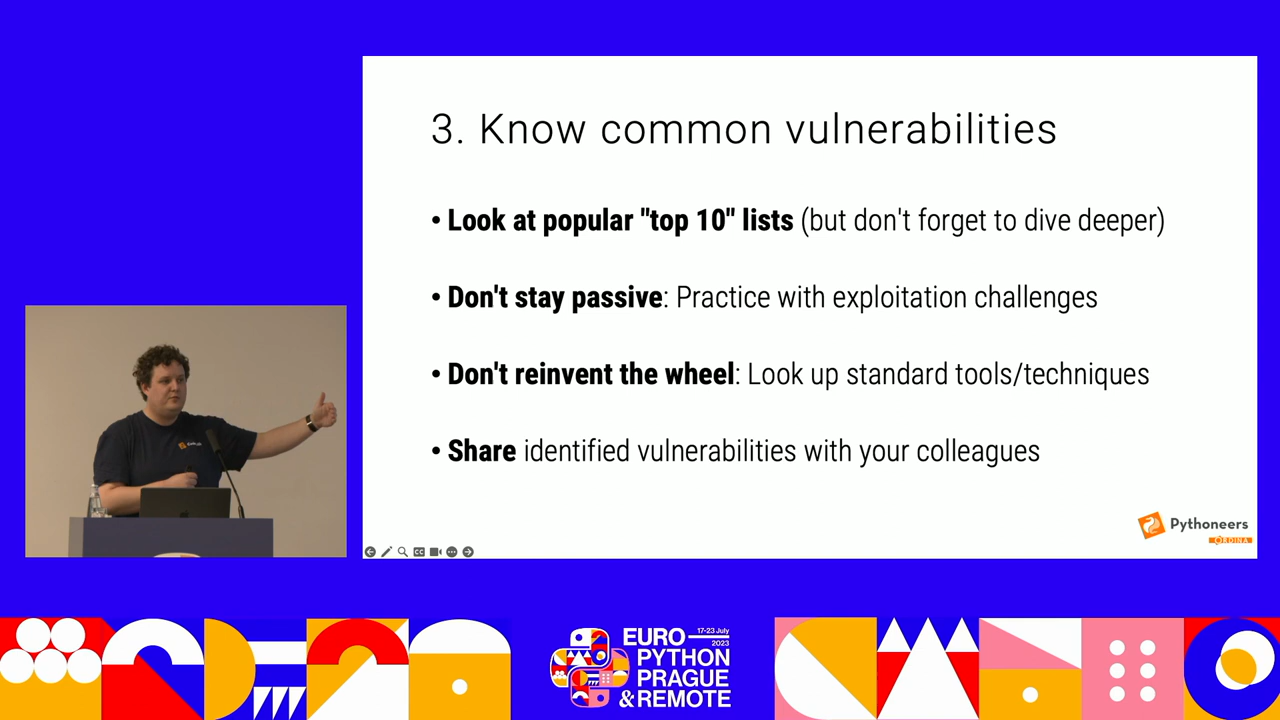 3. Know common vulnerabilities
• Look at popular "top 10" lists (but don't forget to dive deeper)
• Don't stay passive: Practice with exploitation challenges
• Don't reinvent the wheel: Look up standard tools/techniques
• Share identified vulnerabilities with your colleagues
Pythoneers
ORDINA
EURO
17-23 July
2023
PYTHON
PRAGUE
& REMOTE